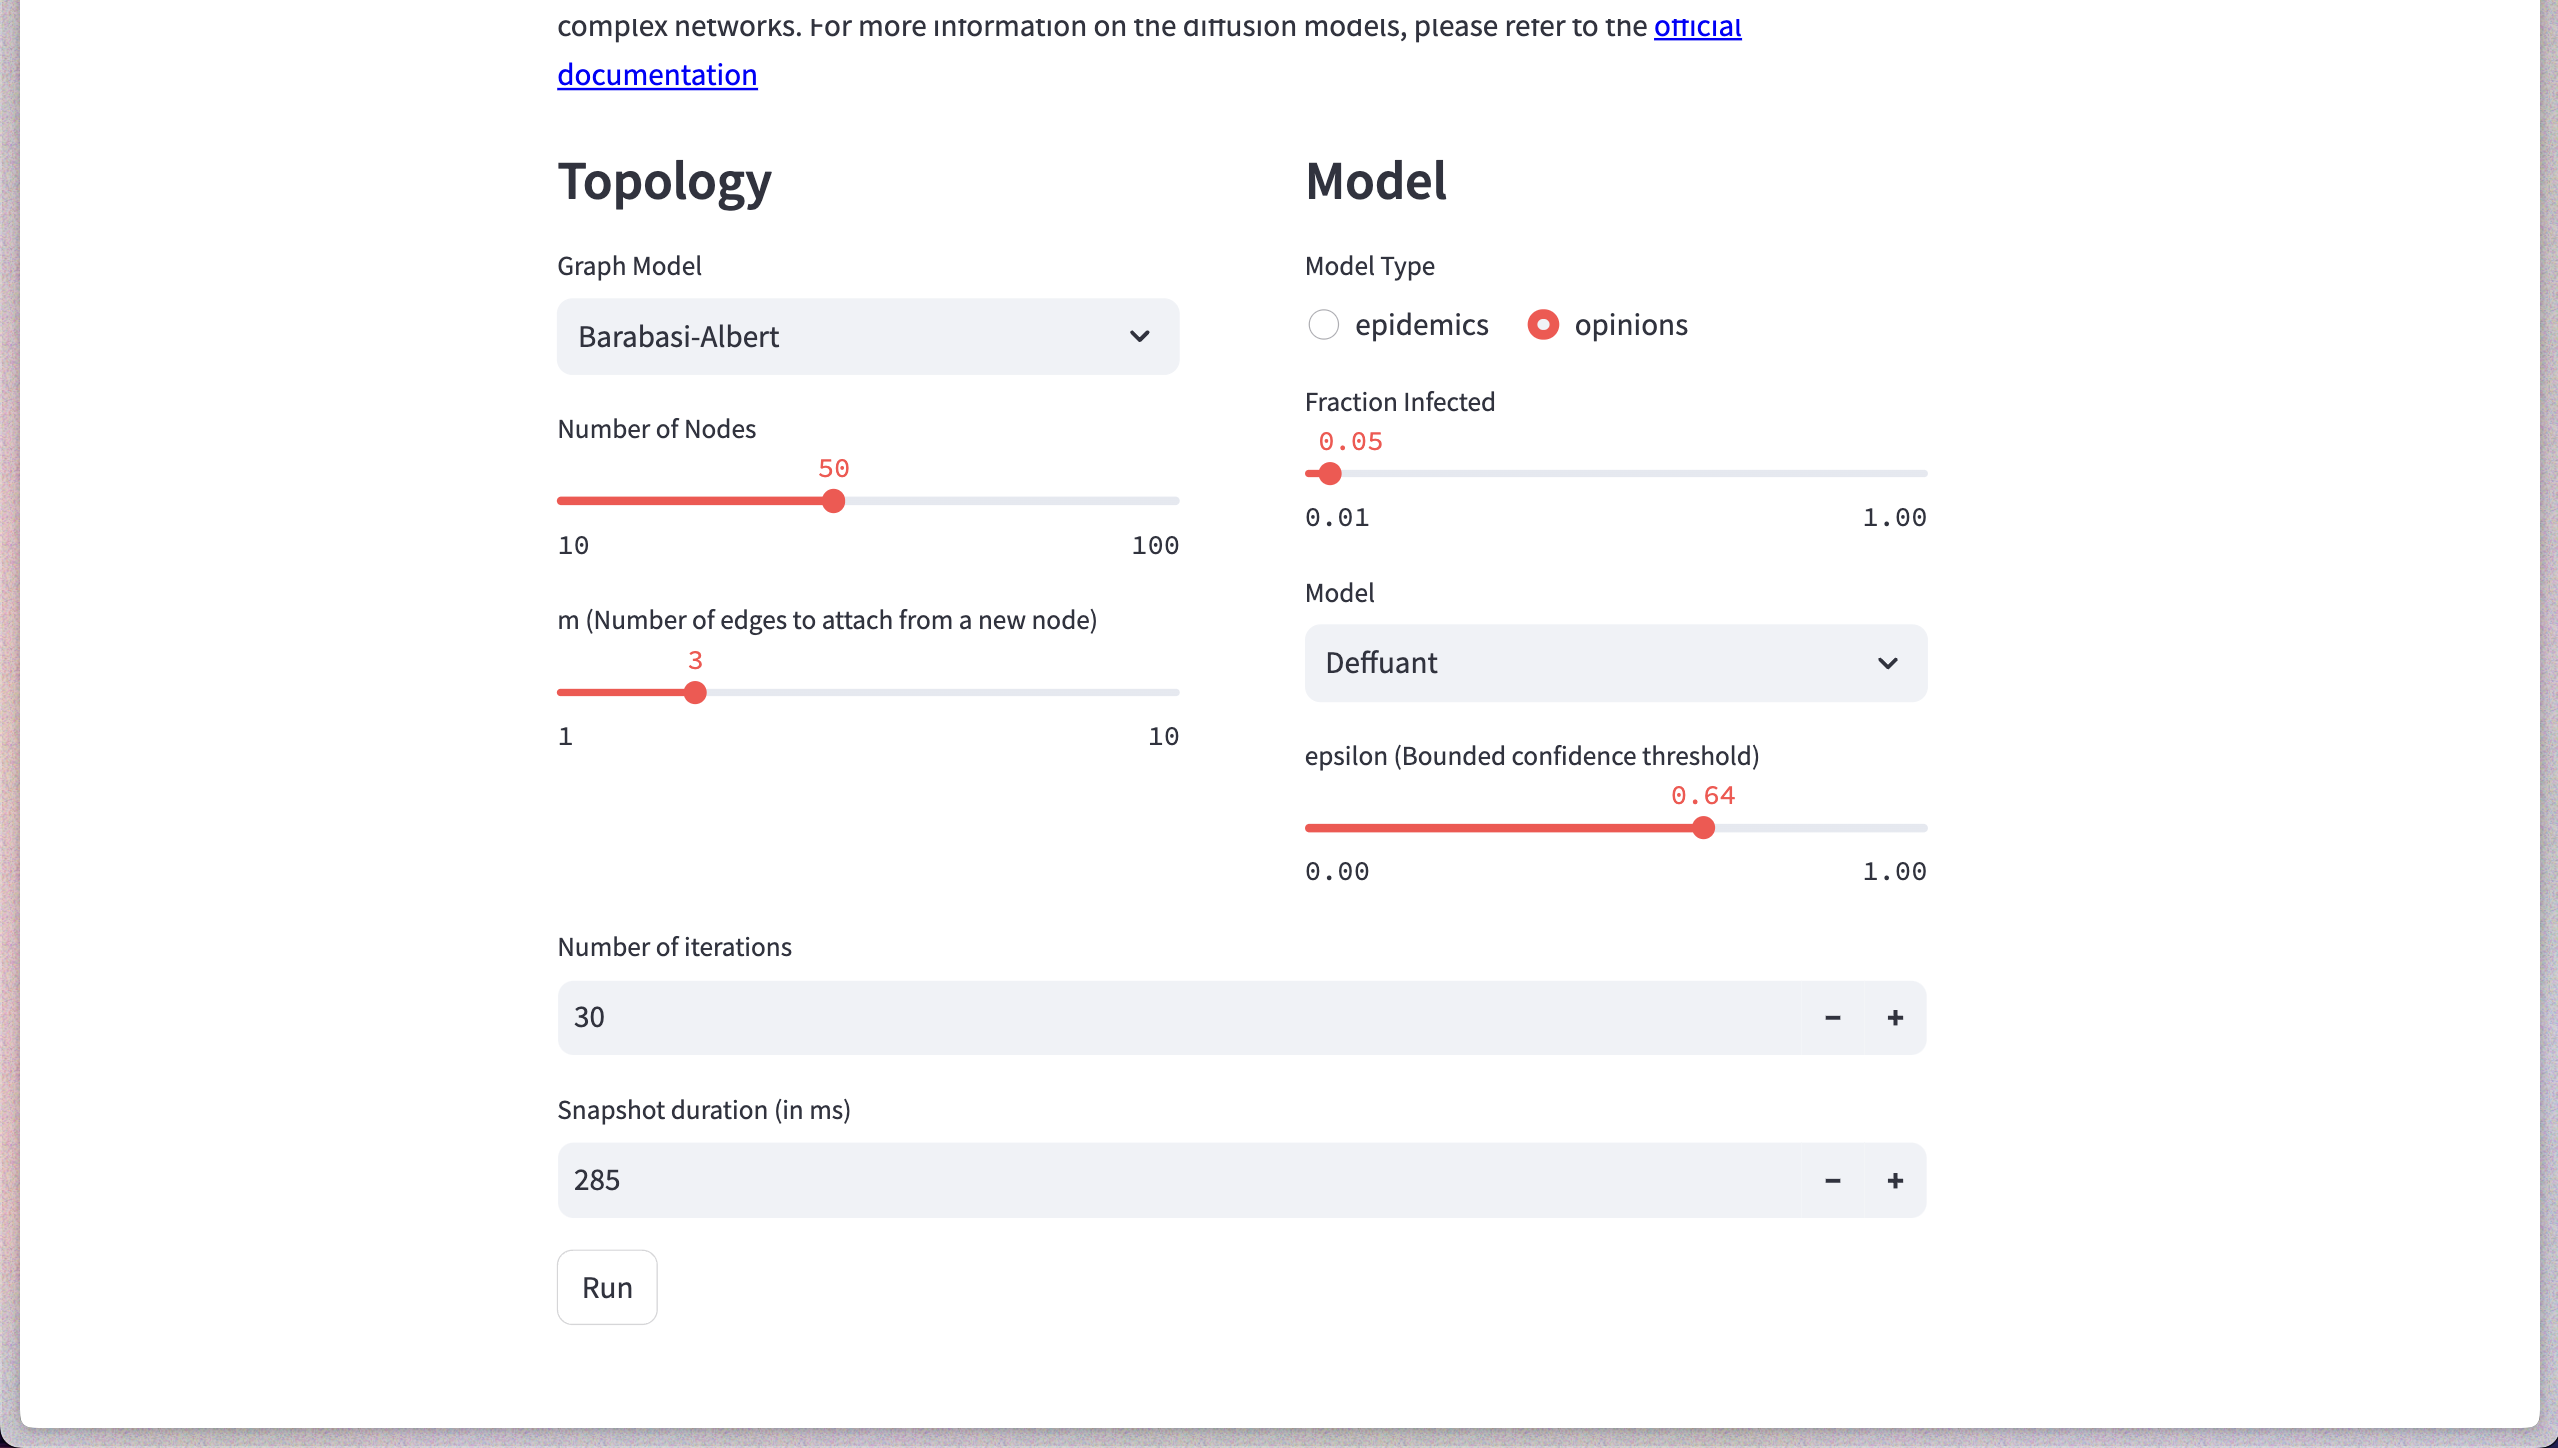 complex networks. For more information on the diffusion models, please refer to the official
documentation
Topology
Graph Model
Barabasi-Albert
Number of Nodes
50
10
100
m (Number of edges to attach from a new node)
3
1
10
Model
Model Type
epidemics
opinions
Fraction Infected
0.05
0.01
1.00
Model
Deffuant
epsilon (Bounded confidence threshold)
0.64
0.00
1.00
Number of iterations
30
- +
Snapshot duration (in ms)
285
- +
Run